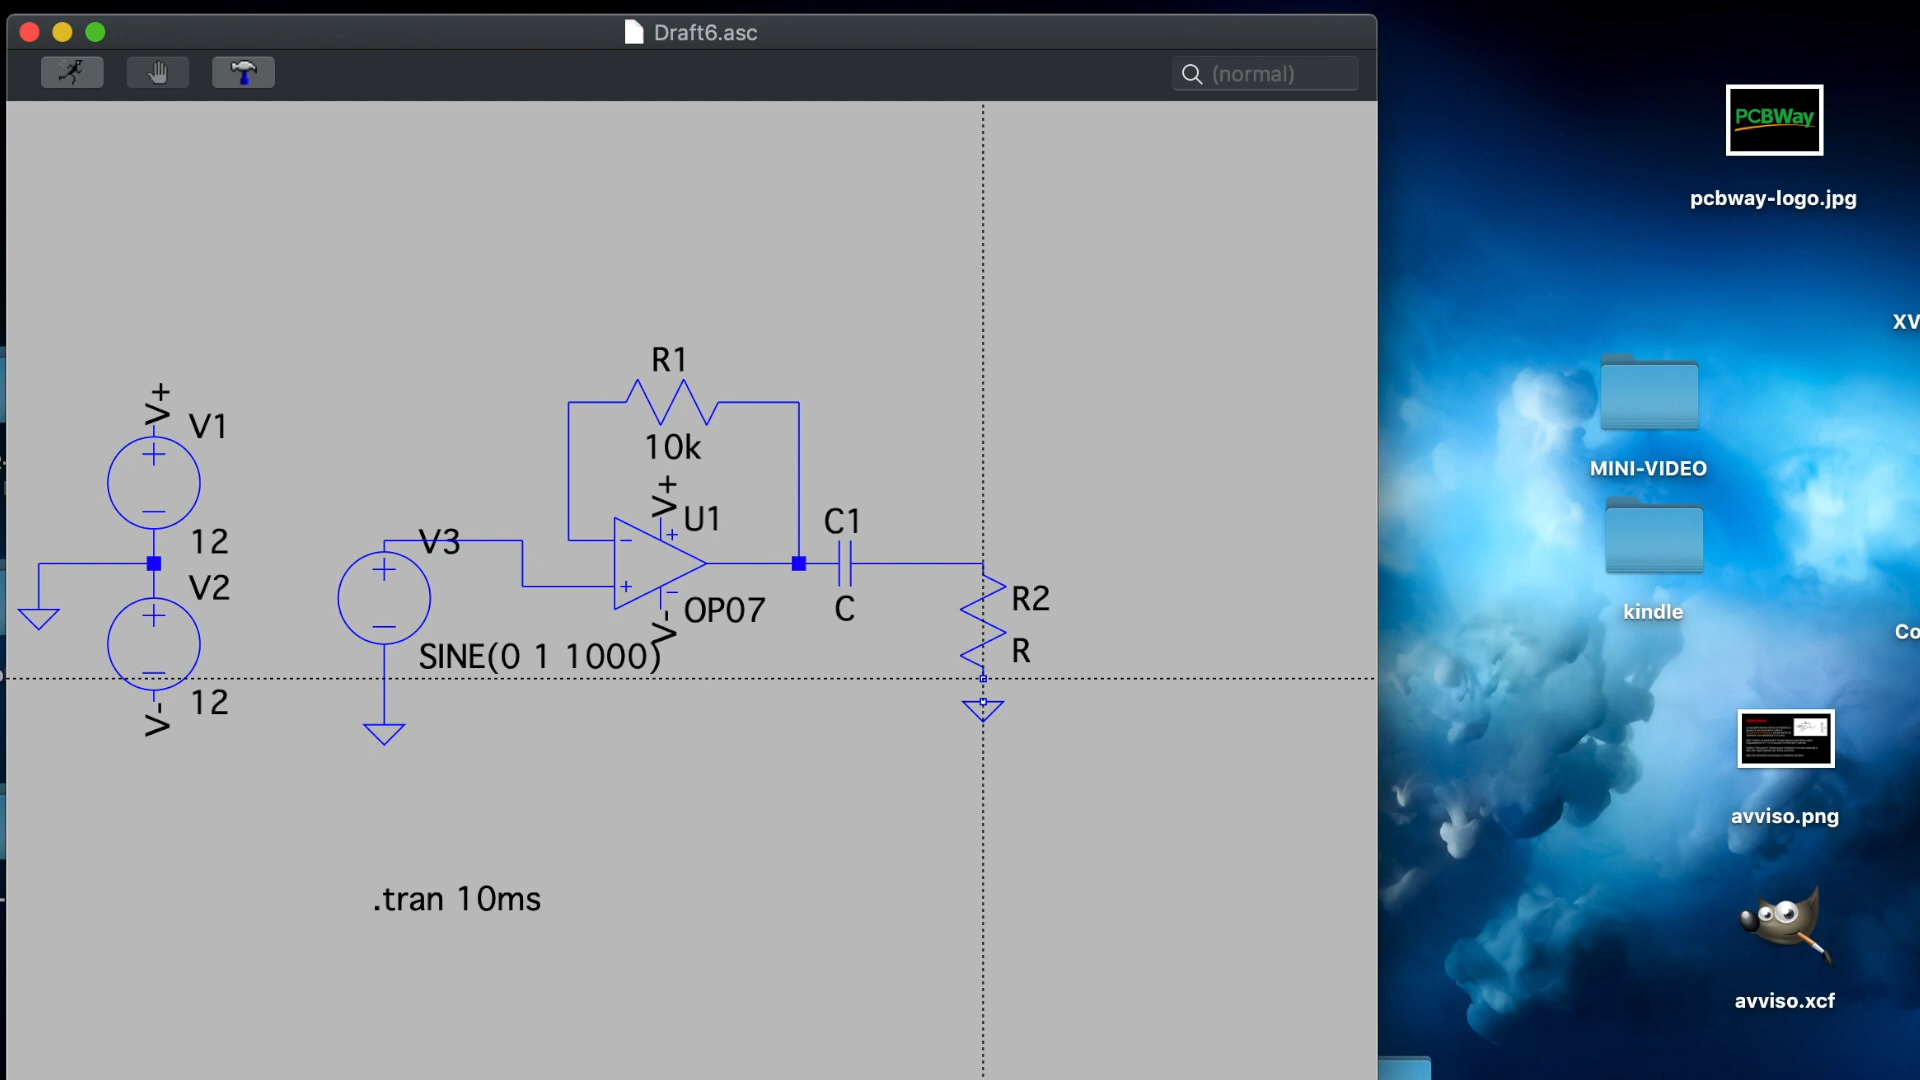 Draft6.asc
(normal)
PCBWay
pcbway-logo.jpg
XV
R1
10k
V+
V1
12
V+
U1
C1
V3
MINI-VIDEO
V2
OP07
C
R2
R
kindle
Co
V-
SINE(0 1 1000)
12
V-
avviso.png
.tran 10ms
avviso.xcf